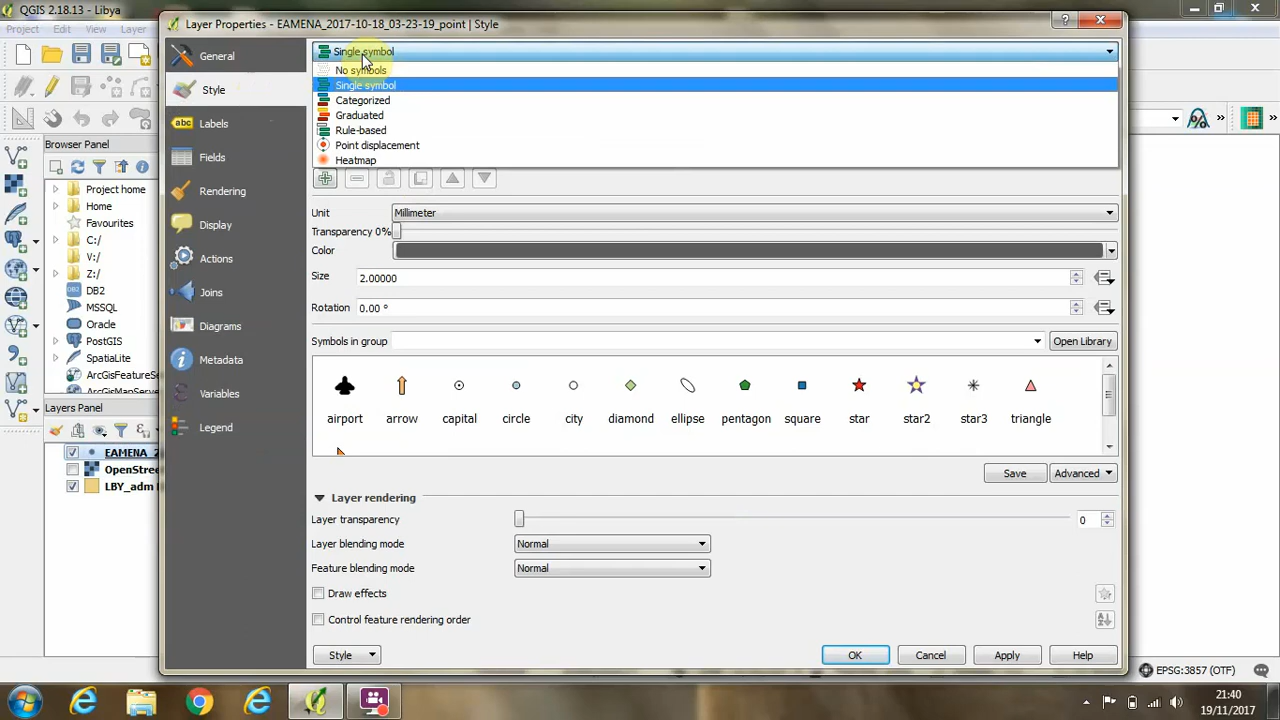 QGIS 2.18.13 - Libya
Layer Properties - EAMENA_2017-10-18_03-23-19_point | Style
Project Edit View Layer
General
Style
Labels
Fields
Rendering
Display
Actions
Joins
Diagrams
Metadata
Variables
Legend
Single symbol
No symbols
Single symbol
Categorized
Graduated
Rule-based
Point displacement
Heatmap
Unit Millimeter
Transparency 0%
Color
Size 2.00000
Rotation 0.00 °
Symbols in group Open Library
airport arrow capital circle city diamond ellipse pentagon square star star2 star3 triangle
Save Advanced
Layer rendering
Layer transparency 0
Layer blending mode Normal
Feature blending mode Normal
Draw effects
Control feature rendering order
Style OK Cancel Apply Help
Browser Panel
Project home
Home
Favourites
C:/
V:/
Z:/
DB2
MSSQL
Oracle
PostGIS
SpatiaLite
ArcGisFeatureSe
ArcGisMapServe
Layers Panel
EAMENA_2
OpenStree
LBY_adm
EPSG:3857 (OTF)
21:40
19/11/2017